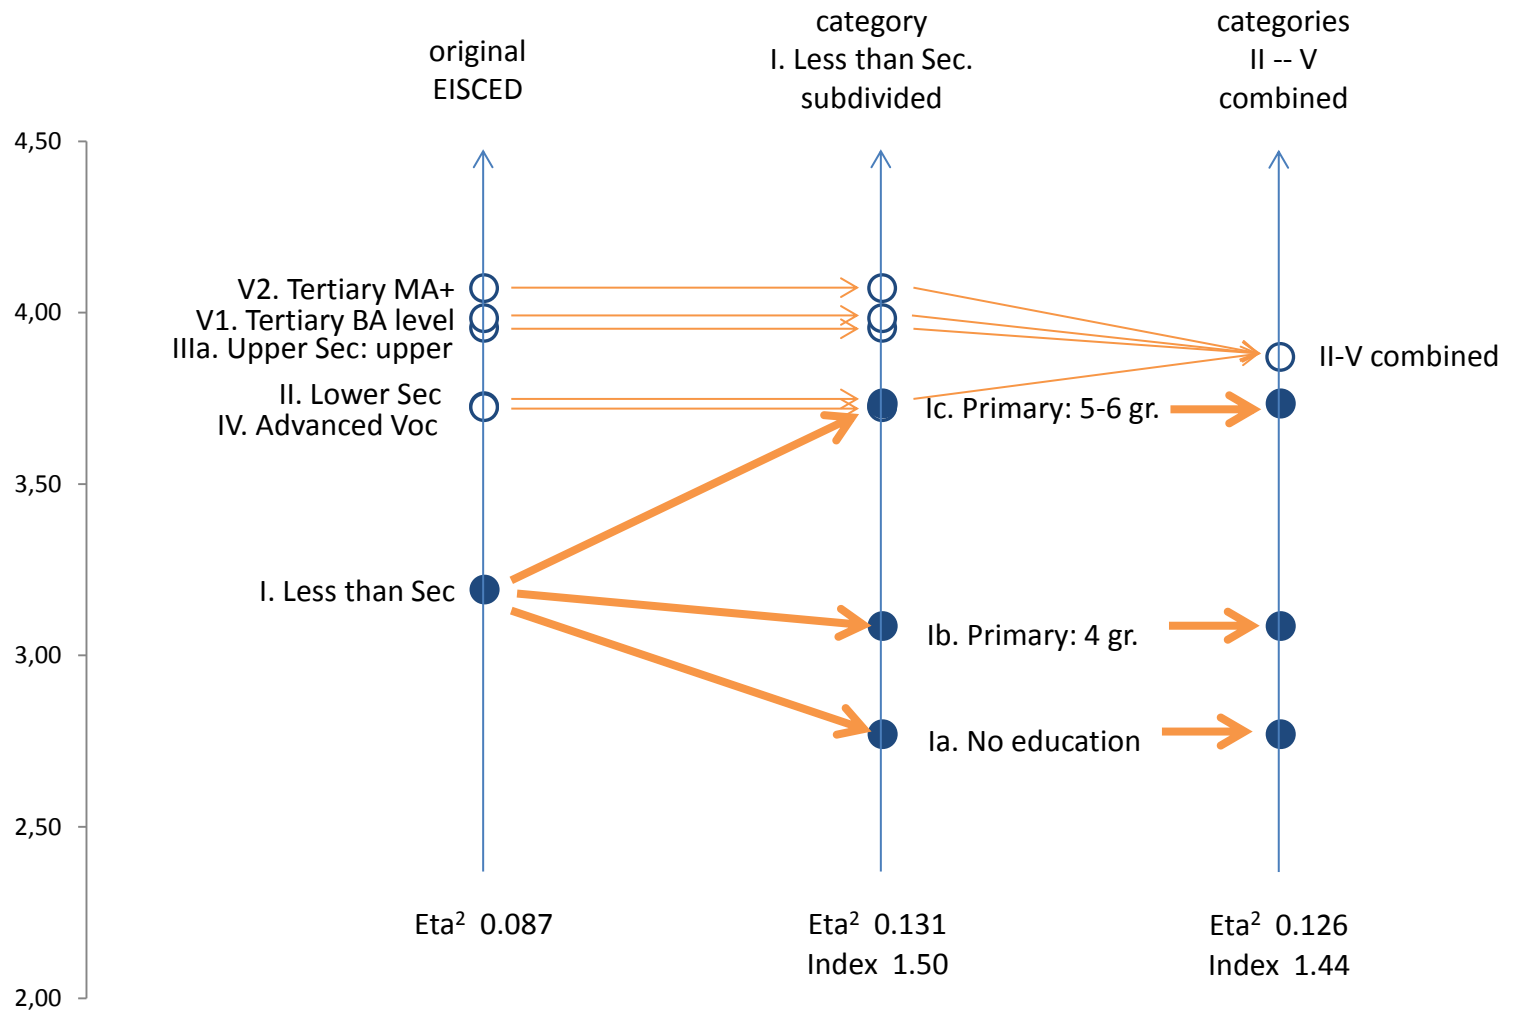 original
EISCED
category
I. Less than Sec.
subdivided
categories
II -- V
combined
4,50
4,00
3,50
3,00
2,50
2,00
V2. Tertiary MA+
V1. Tertiary BA level
IIIa. Upper Sec: upper
II. Lower Sec
IV. Advanced Voc
I. Less than Sec
Ic. Primary: 5-6 gr.
Ib. Primary: 4 gr.
Ia. No education
II-V combined
Eta² 0.087
Eta² 0.131
Index 1.50
Eta² 0.126
Index 1.44